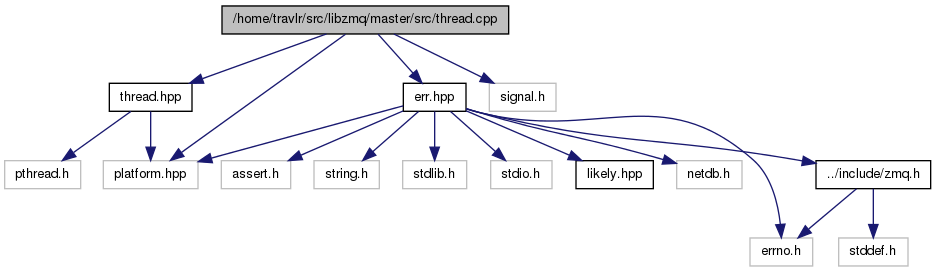 /home/travlr/src/libzmq/master/src/thread.cpp
thread.hpp
err.hpp
signal.h
pthread.h
platform.hpp
assert.h
string.h
stdlib.h
stdio.h
likely.hpp
netdb.h
../include/zmq.h
errno.h
stddef.h